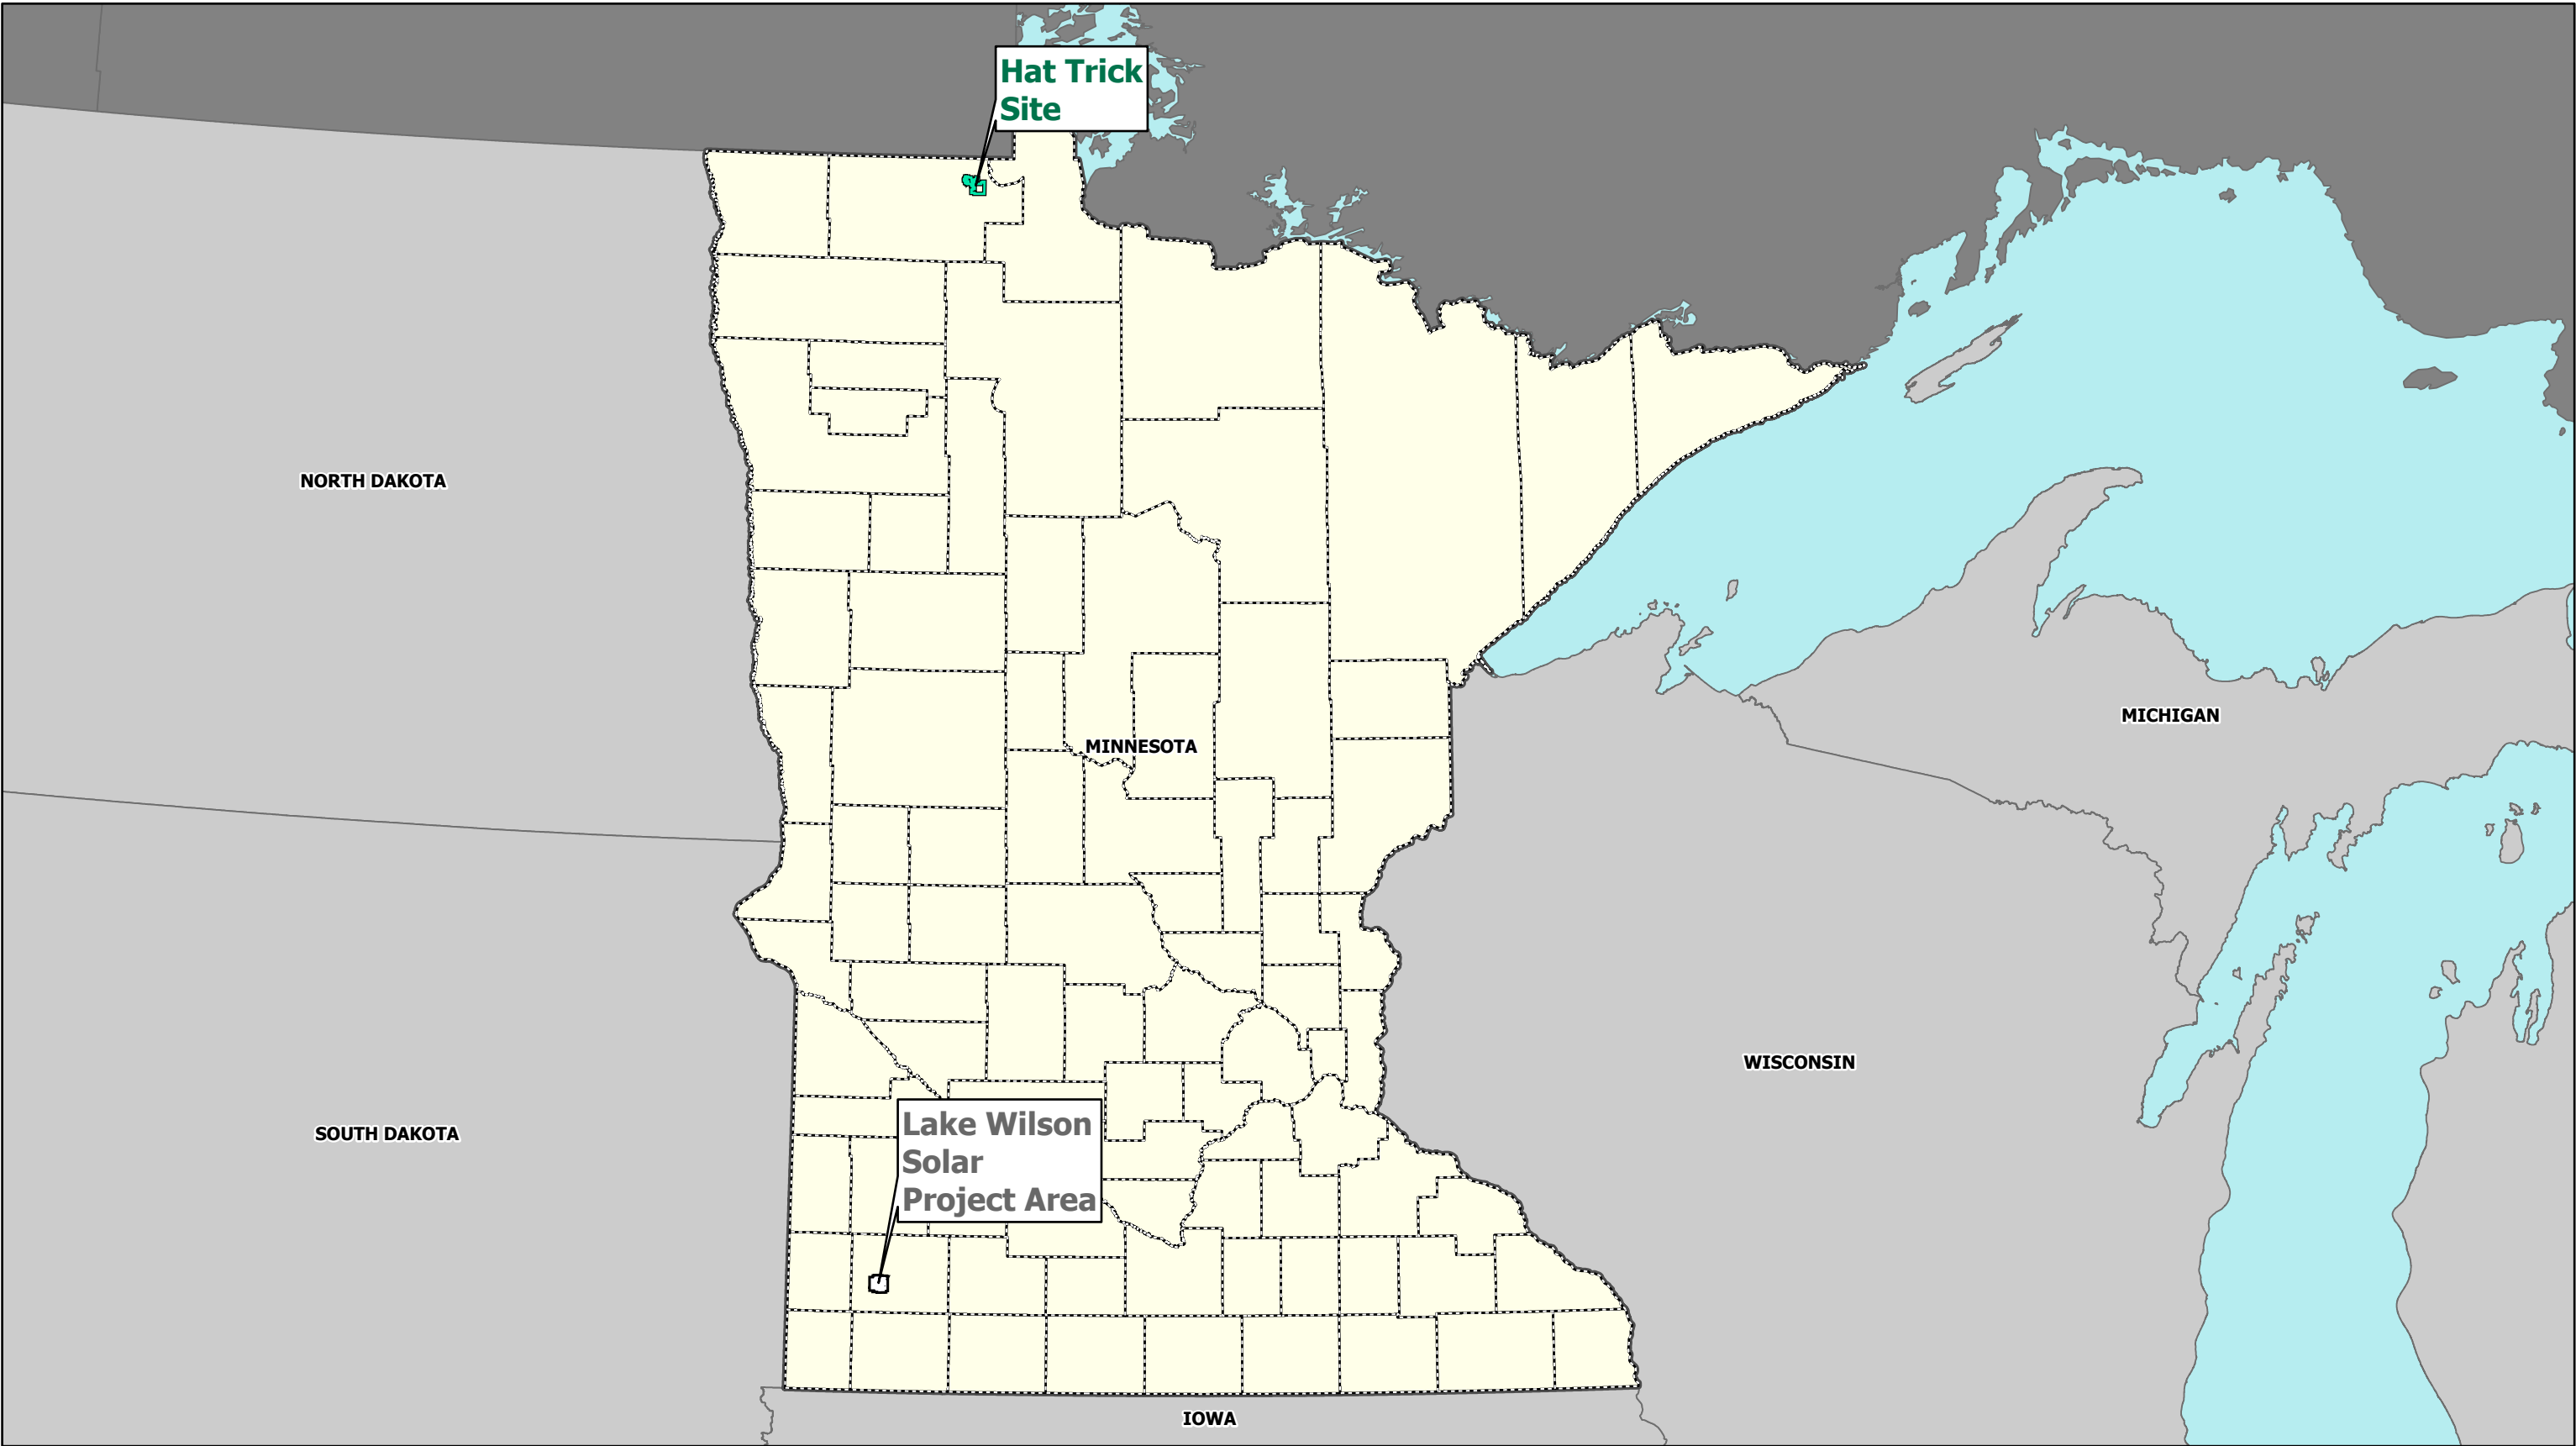 Hat Trick
Site
NORTH DAKOTA
MICHIGAN
MINNESOTA
WISCONSIN
Lake Wilson
Solar
Project Area
SOUTH DAKOTA
IOWA